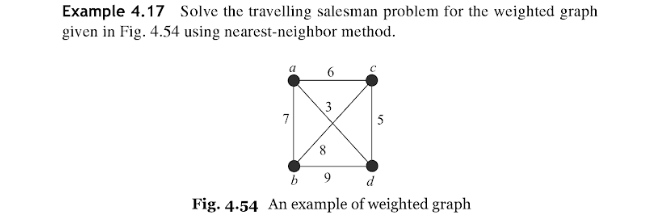 Example 4.17 Solve the travelling salesman problem for the weighted graph
given in Fig. 4.54 using nearest-neighbor method.
a 6 c
3
7 5
8
b 9 d
Fig. 4.54 An example of weighted graph